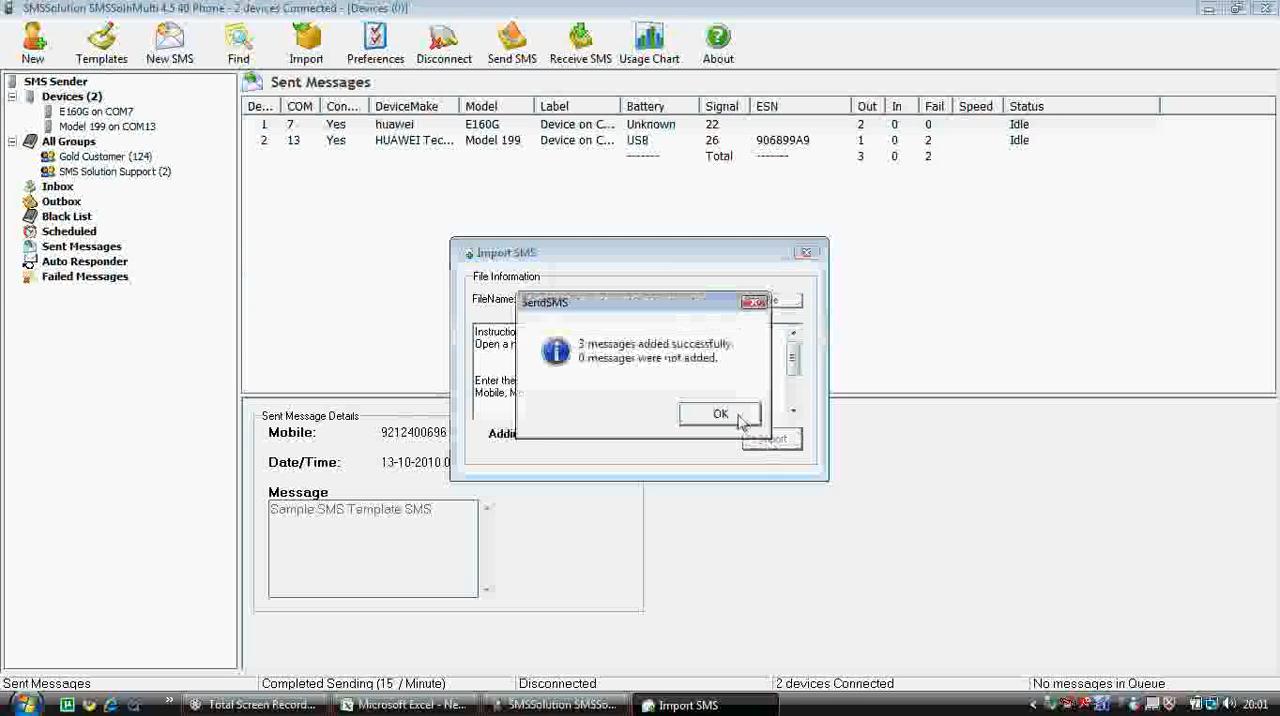 SMSSolution SMSSolnMulti 4.5 40 Phone - 2 devices Connected - [Devices (0)]
New Templates New SMS Find Import Preferences Disconnect Send SMS Receive SMS Usage Chart About
SMS Sender
Devices (2)
E160G on COM7
Model 199 on COM13
All Groups
Gold Customer (124)
SMS Solution Support (2)
Inbox
Outbox
Black List
Scheduled
Sent Messages
Auto Responder
Failed Messages
Sent Messages
De... COM Con... DeviceMake Model Label Battery Signal ESN Out In Fail Speed Status
1 7 Yes huawei E160G Device on C... Unknown 22 2 0 0 Idle
2 13 Yes HUAWEI Tec... Model 199 Device on C... USB 26 906899A9 1 0 2 Idle
------- Total ------- 3 0 2
Import SMS
File Information
FileName:
Instruction
Open a n
Enter the
Mobile, M
Addi
SendSMS
3 messages added successfully.
0 messages were not added.
OK
Sent Message Details
Mobile: 9212400696
Date/Time: 13-10-2010 0
Message
Sample SMS Template SMS
Sent Messages Completed Sending (15 / Minute) Disconnected 2 devices Connected No messages in Queue
» Total Screen Record... Microsoft Excel - Ne... SMSSolution SMSSo... Import SMS 20:01